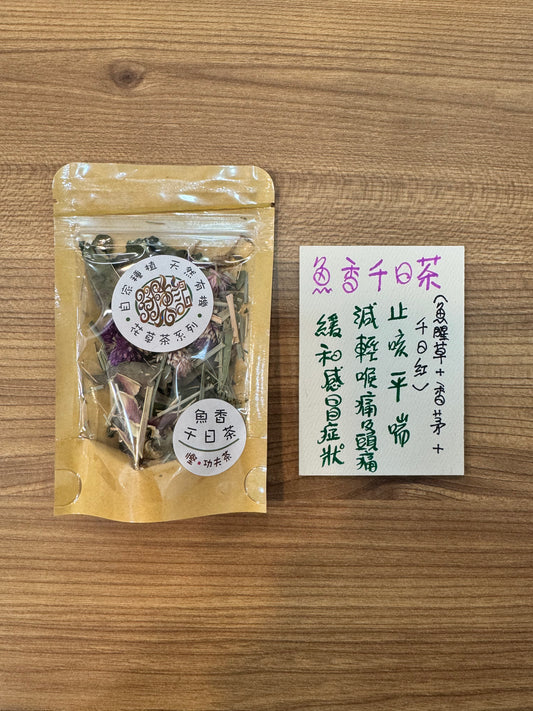 自家種植 天然有機
花草茶系列
魚香
千日茶
功夫茶
魚香千日茶
(魚腥草+香茅+
千日紅)
止咳平喘
減輕喉痛頭痛
緩和感冒症狀